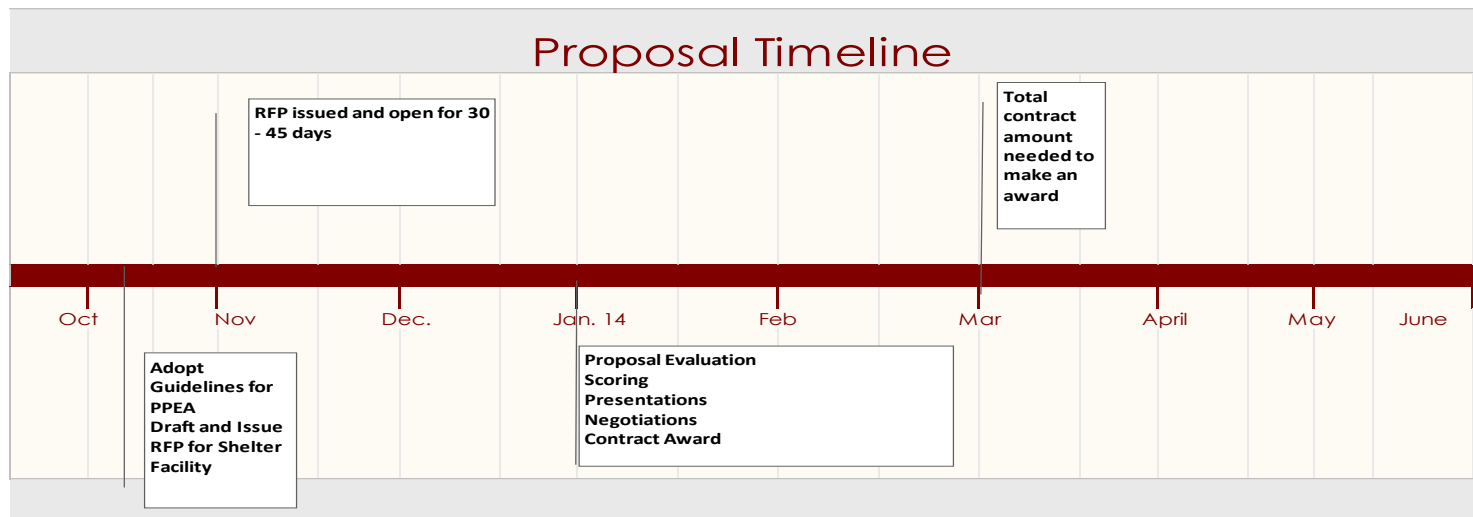 Proposal Timeline
RFP issued and open for 30
- 45 days
Total
contract
amount
needed to
make an
award
Oct
Nov
Dec.
Jan. 14
Feb
Mar
April
May
June
Adopt
Guidelines for
PPEA
Draft and Issue
RFP for Shelter
Facility
Proposal Evaluation
Scoring
Presentations
Negotiations
Contract Award